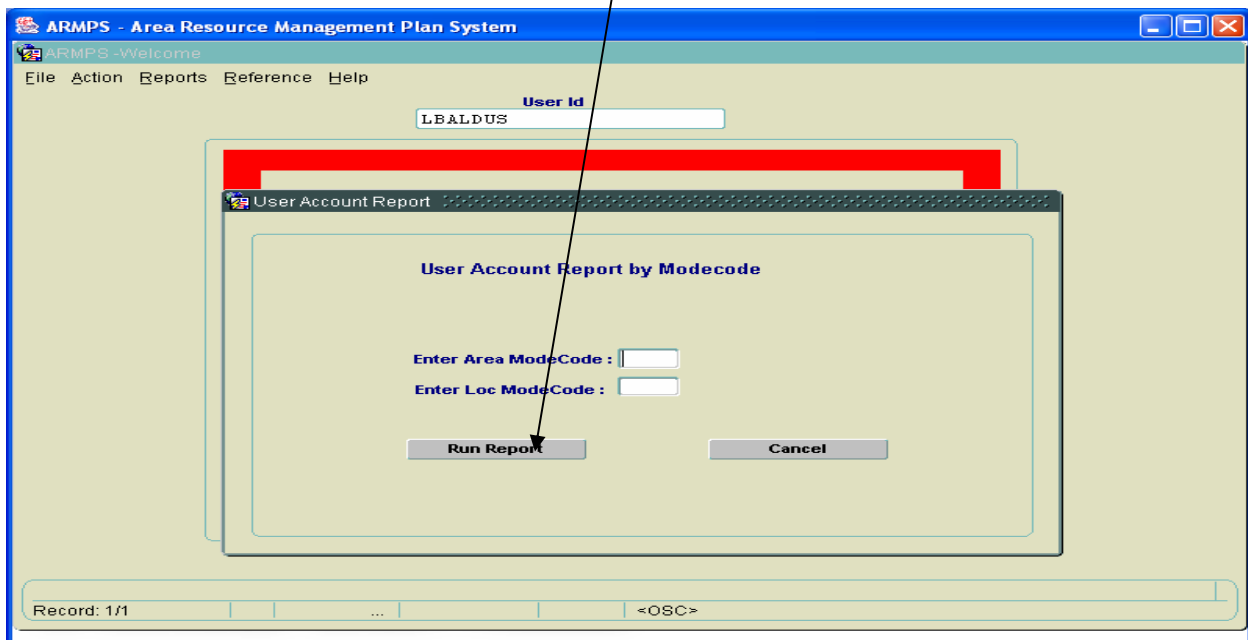 ARMPS - Area Resource Management Plan System
ARMPS -Welcome
File Action Reports Reference Help
User Id
LBALDUS
User Account Report
User Account Report by Modecode
Enter Area ModeCode :
Enter Loc ModeCode :
Run Report Cancel
Record: 1/1 ... <OSC>